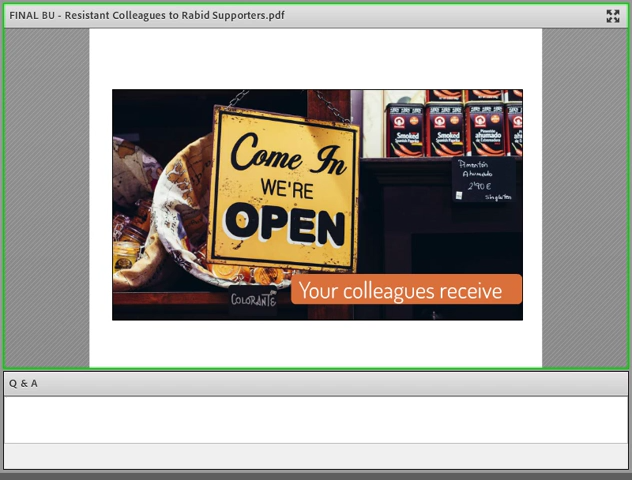 FINAL BU - Resistant Colleagues to Rabid Supporters.pdf
Come In
WE'RE
OPEN
Smoked
Smoked
Pimentón
Ahumado
2'90 €
Singluten
COLORANTE
Your colleagues receive
Q & A